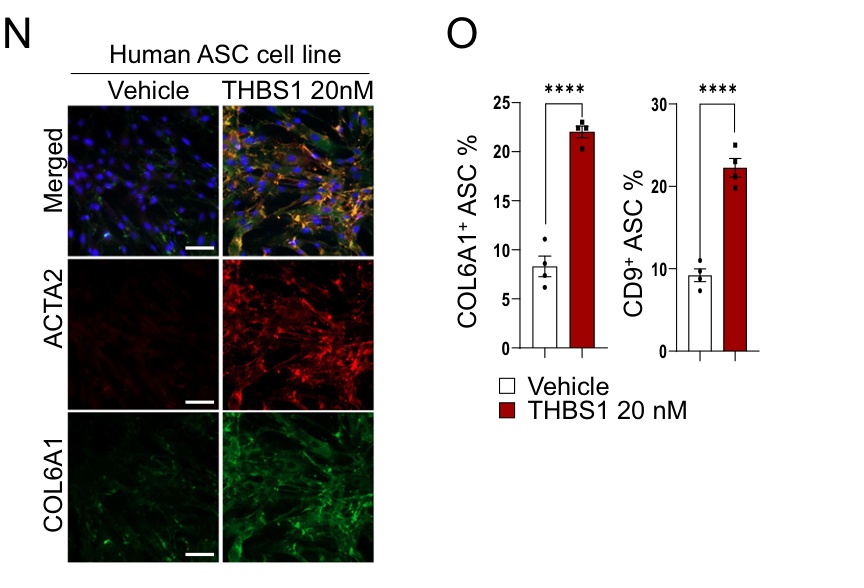 N
Human ASC cell line
Vehicle THBS1 20nM
Merged
ACTA2
COL6A1
O
****
COL6A1+ ASC %
25
20
15
10
5
0
****
CD9+ ASC %
30
20
10
0
Vehicle
THBS1 20 nM